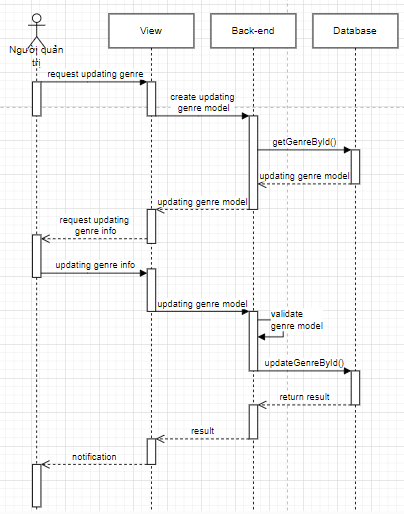 View
Back-end
Database
Người quản
trị
request updating genre
create updating
genre model
getGenreById()
updating genre model
updating genre model
request updating
genre info
updating genre info
updating genre model
validate
genre model
updateGenreById()
return result
result
notification